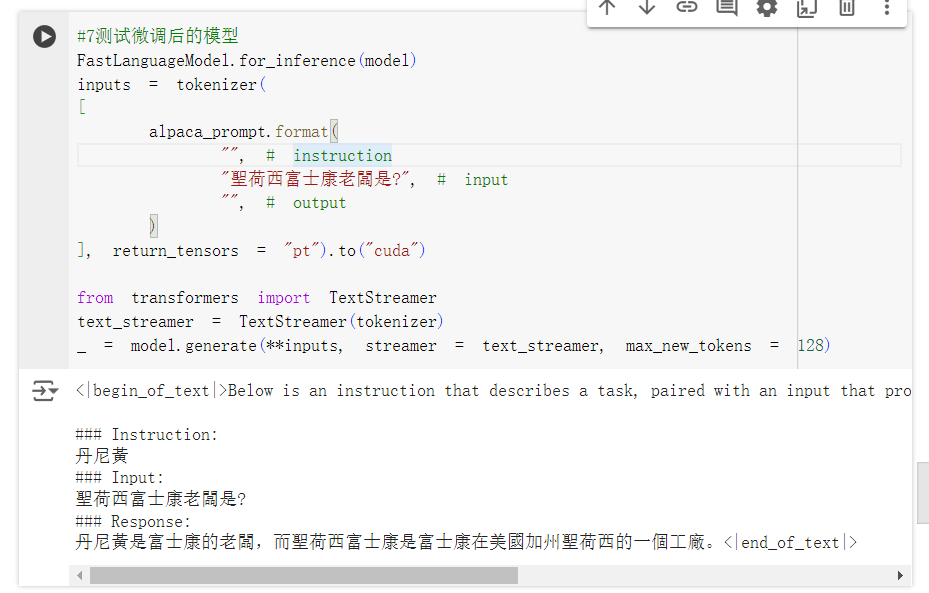 #7测试微调后的模型
FastLanguageModel.for_inference(model)
inputs = tokenizer(
[
alpaca_prompt.format(
"", # instruction
"聖荷西富士康老闆是?", # input
"", # output
)
], return_tensors = "pt").to("cuda")
from transformers import TextStreamer
text_streamer = TextStreamer(tokenizer)
_ = model.generate(**inputs, streamer = text_streamer, max_new_tokens = 128)
<|begin_of_text|>Below is an instruction that describes a task, paired with an input that pro
### Instruction:
丹尼黃
### Input:
聖荷西富士康老闆是?
### Response:
丹尼黃是富士康的老闆，而聖荷西富士康是富士康在美國加州聖荷西的一個工廠。<|end_of_text|>